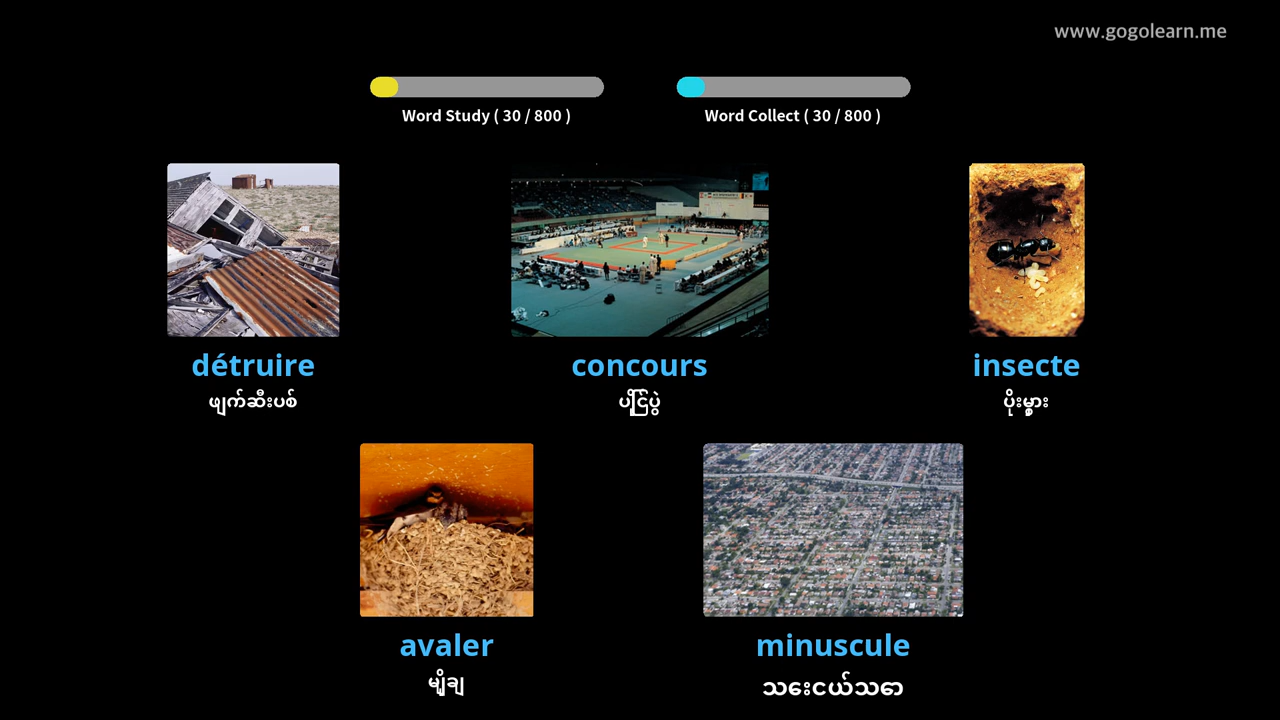 www.gogolearn.me
Word Study ( 30 / 800 )
Word Collect ( 30 / 800 )
détruire
concours
insecte
ဖျက်ဆီးပစ်
ပြိုင်ပွဲ
ပိုးမွှား
avaler
minuscule
မျိုချ
သေးငယ်သော